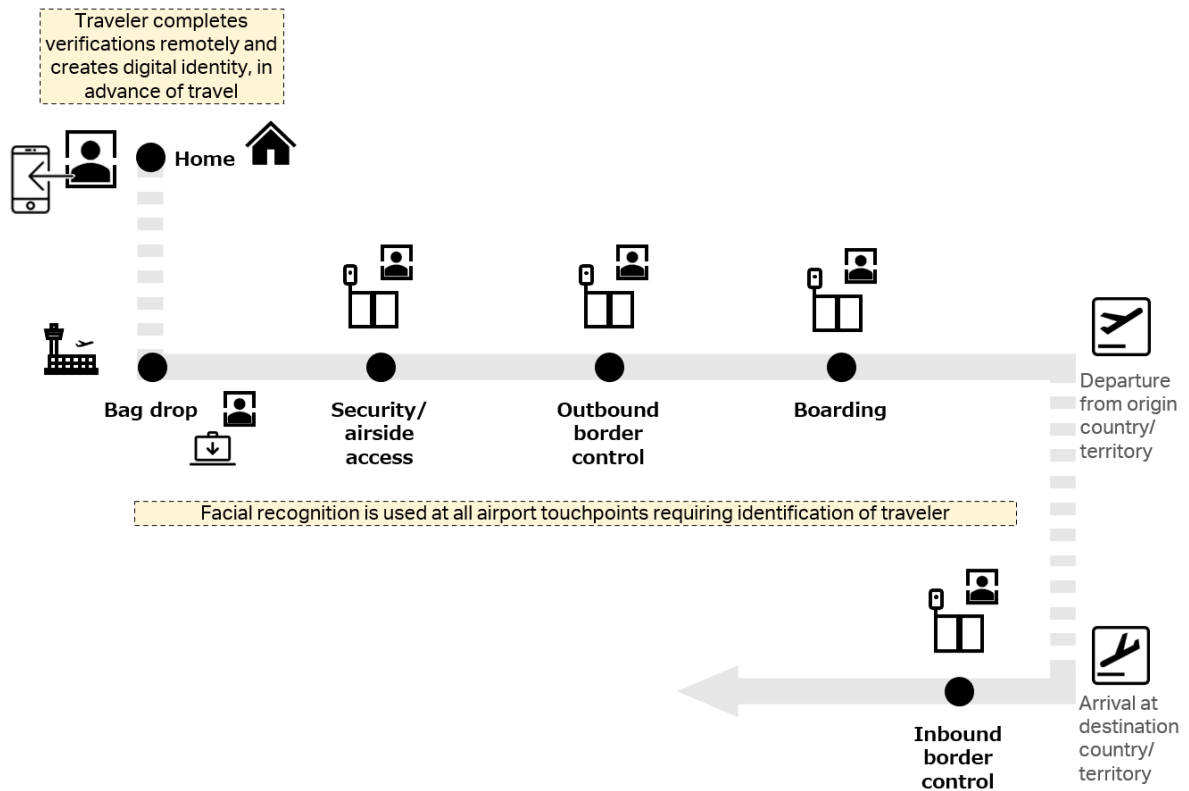 Traveler completes
verifications remotely and
creates digital identity, in
advance of travel
Home
Bag drop
Security/
airside
access
Outbound
border
control
Boarding
Departure
from origin
country/
territory
Facial recognition is used at all airport touchpoints requiring identification of traveler
Inbound
border
control
Arrival at
destination
country/
territory